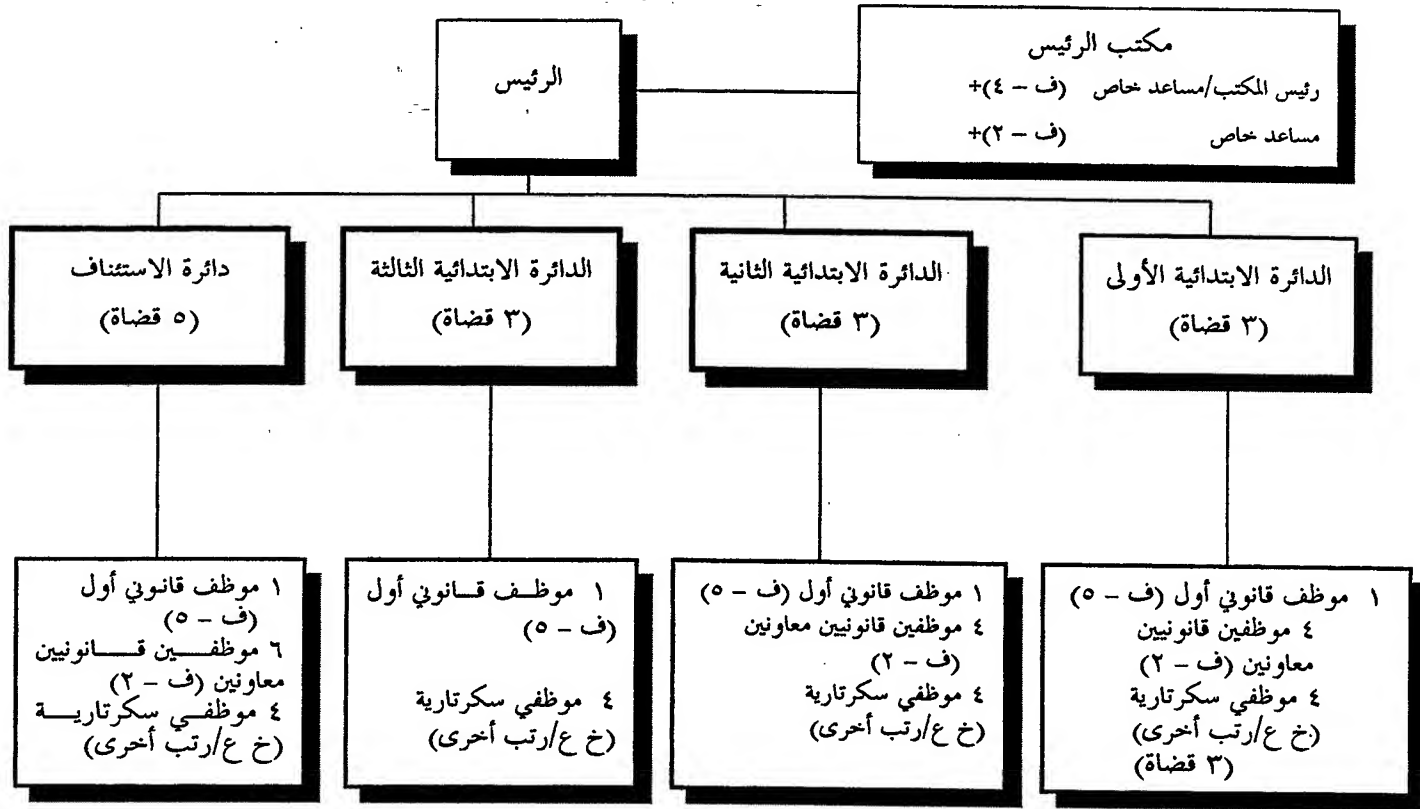 مكتب الرئيس
رئيس المكتب/مساعد خاص (ف - ٤)+
مساعد خاص (ف - ٢)+
الرئيس
الدائرة الابتدائية الأولى
(٣ قضاة)
الدائرة الابتدائية الثانية
(٣ قضاة)
الدائرة الابتدائية الثالثة
(٣ قضاة)
دائرة الاستئناف
(٥ قضاة)
١ موظف قانوني أول (ف - ٥)
٤ موظفين قانونيين
معاونين (ف - ٢)
٤ موظفي سكرتارية
(خ ع/رتب أخرى)
(٣ قضاة)
١ موظف قانوني أول (ف - ٥)
٤ موظفين قانونيين معاونين
(ف - ٢)
٤ موظفي سكرتارية
(خ ع/رتب أخرى)
١ موظف قانوني أول
(ف - ٥)
٤ موظفي سكرتارية
(خ ع/رتب أخرى)
١ موظف قانوني أول
(ف - ٥)
٦ موظفين قانونيين
معاونين (ف - ٢)
٤ موظفي سكرتارية
(خ ع/رتب أخرى)